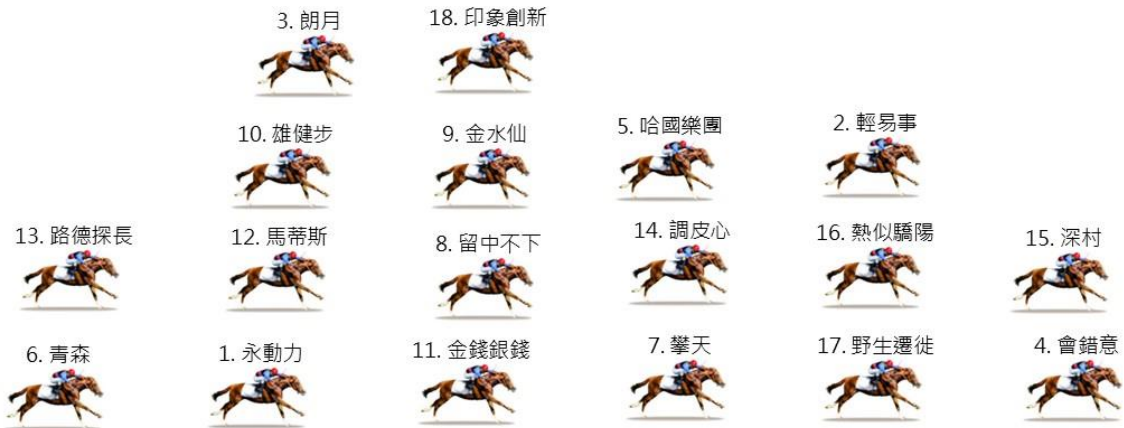 3. 朗月
18. 印象創新
10. 雄健步
9. 金水仙
5. 哈國樂團
2. 輕易事
13. 路德探長
12. 馬蒂斯
8. 留中不下
14. 調皮心
16. 熱似驕陽
15. 深村
6. 青森
1. 永動力
11. 金錢銀錢
7. 攀天
17. 野生遷徙
4. 會錯意